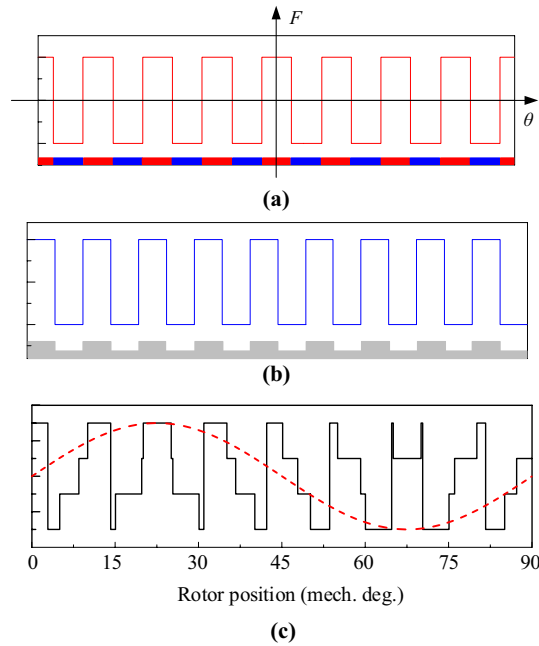 F
θ
(a)
(b)
0 15 30 45 60 75 90
Rotor position (mech. deg.)
(c)